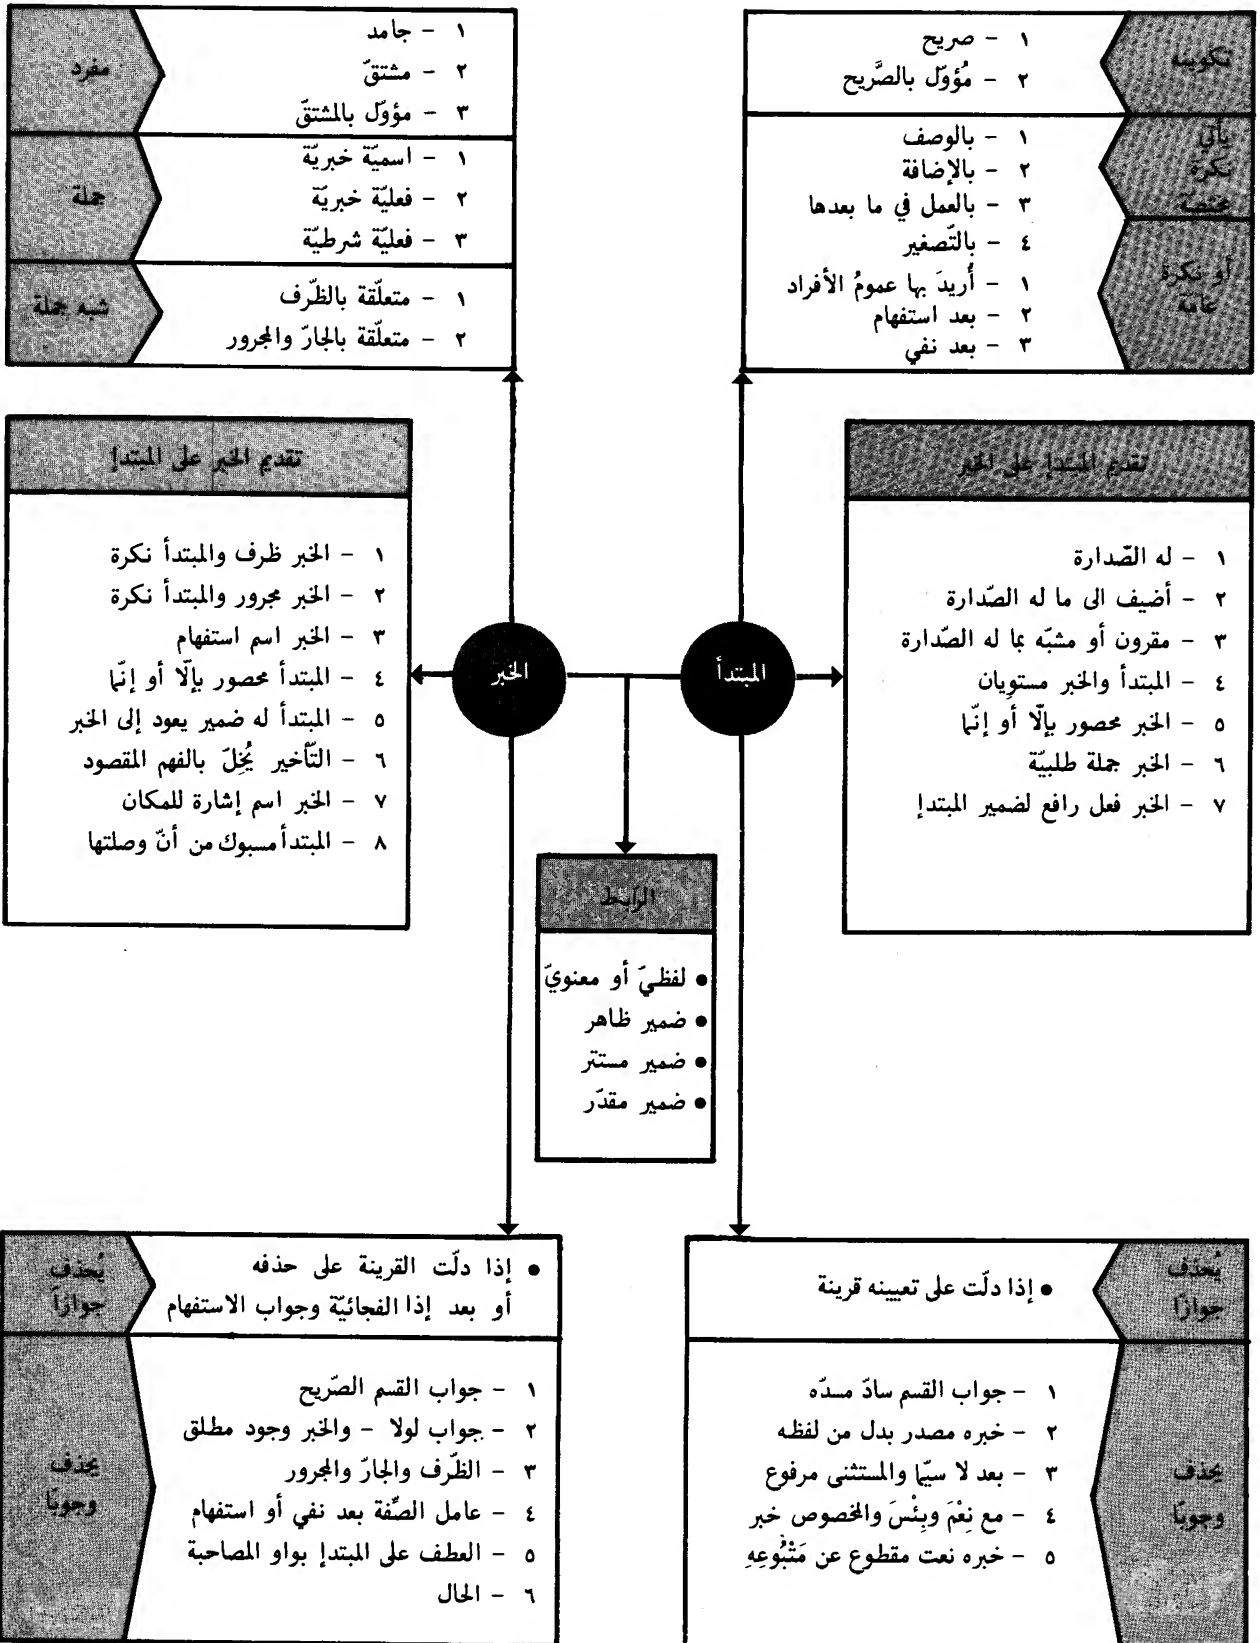 تكوينه
١ - صريح
٢ - مُؤوّل بالصَّريح
يأتي
نكرة
مختصّة
١ - بالوصف
٢ - بالإضافة
٣ - بالعمل في ما بعدها
٤ - بالتّصغير
أو نكرة
عامة
١ - أُريدَ بها عمومُ الأفراد
٢ - بعد استفهام
٣ - بعد نفي
مفرد
١ - جامد
٢ - مشتقّ
٣ - مؤوّل بالمشتقّ
جملة
١ - اسميّة خبريّة
٢ - فعليّة خبريّة
٣ - فعليّة شرطيّة
شبه جملة
١ - متعلّقة بالظّرف
٢ - متعلّقة بالجارّ والمجرور
تقديم المبتدإ على الخبر
١ - له الصّدارة
٢ - أضيف الى ما له الصّدارة
٣ - مقرون أو مشبّه بما له الصّدارة
٤ - المبتدأ والخبر مستويان
٥ - الخبر محصور بإلّا أو إنّما
٦ - الخبر جملة طلبيّة
٧ - الخبر فعل رافع لضمير المبتدإ
المبتدأ
الخبر
تقديم الخبر على المبتدإ
١ - الخبر ظرف والمبتدأ نكرة
٢ - الخبر مجرور والمبتدأ نكرة
٣ - الخبر اسم استفهام
٤ - المبتدأ محصور بإلّا أو إنّما
٥ - المبتدأ له ضمير يعود إلى الخبر
٦ - التّأخير يُخِلّ بالفهم المقصود
٧ - الخبر اسم إشارة للمكان
٨ - المبتدأ مسبوك من أنّ وصلتها
الرابط
• لفظيّ أو معنويّ
• ضمير ظاهر
• ضمير مستتر
• ضمير مقدّر
يُحذف
جوازًا
• إذا دلّت على تعيينه قرينة
يحذف
وجوبًا
١ - جواب القسم سادّ مسدّه
٢ - خبره مصدر بدل من لفظه
٣ - بعد لا سيّما والمستثنى مرفوع
٤ - مع نِعْمَ وبِئْسَ والمخصوص خبر
٥ - خبره نعت مقطوع عن مَتْبُوعِهِ
يُحذف
جوازًا
• إذا دلّت القرينة على حذفه
أو بعد إذا الفجائيّة وجواب الاستفهام
يحذف
وجوبًا
١ - جواب القسم الصّريح
٢ - جواب لولا - والخبر وجود مطلق
٣ - الظّرف والجارّ والمجرور
٤ - عامل الصّفة بعد نفي أو استفهام
٥ - العطف على المبتدإ بواو المصاحبة
٦ - الحال